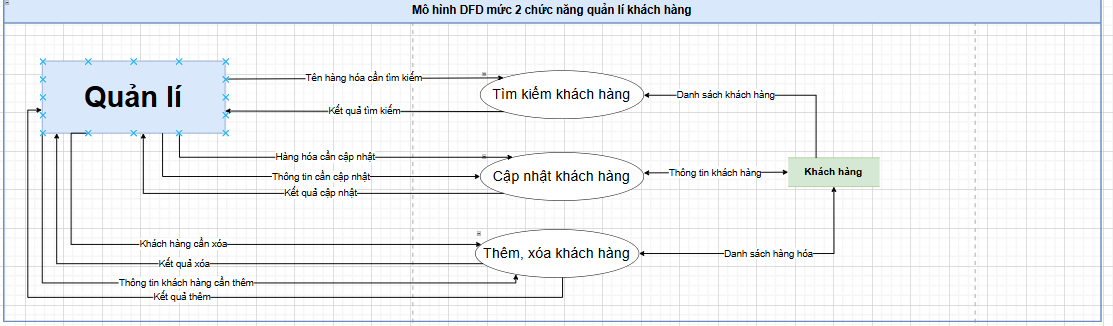 Mô hình DFD mức 2 chức năng quản lí khách hàng
Quản lí
Tên hàng hóa cần tìm kiếm
Kết quả tìm kiếm
Tìm kiếm khách hàng
Danh sách khách hàng
Hàng hóa cần cập nhật
Thông tin cần cập nhật
Kết quả cập nhật
Cập nhật khách hàng
Thông tin khách hàng
Khách hàng
Khách hàng cần xóa
Kết quả xóa
Thông tin khách hàng cần thêm
Kết quả thêm
Thêm, xóa khách hàng
Danh sách hàng hóa